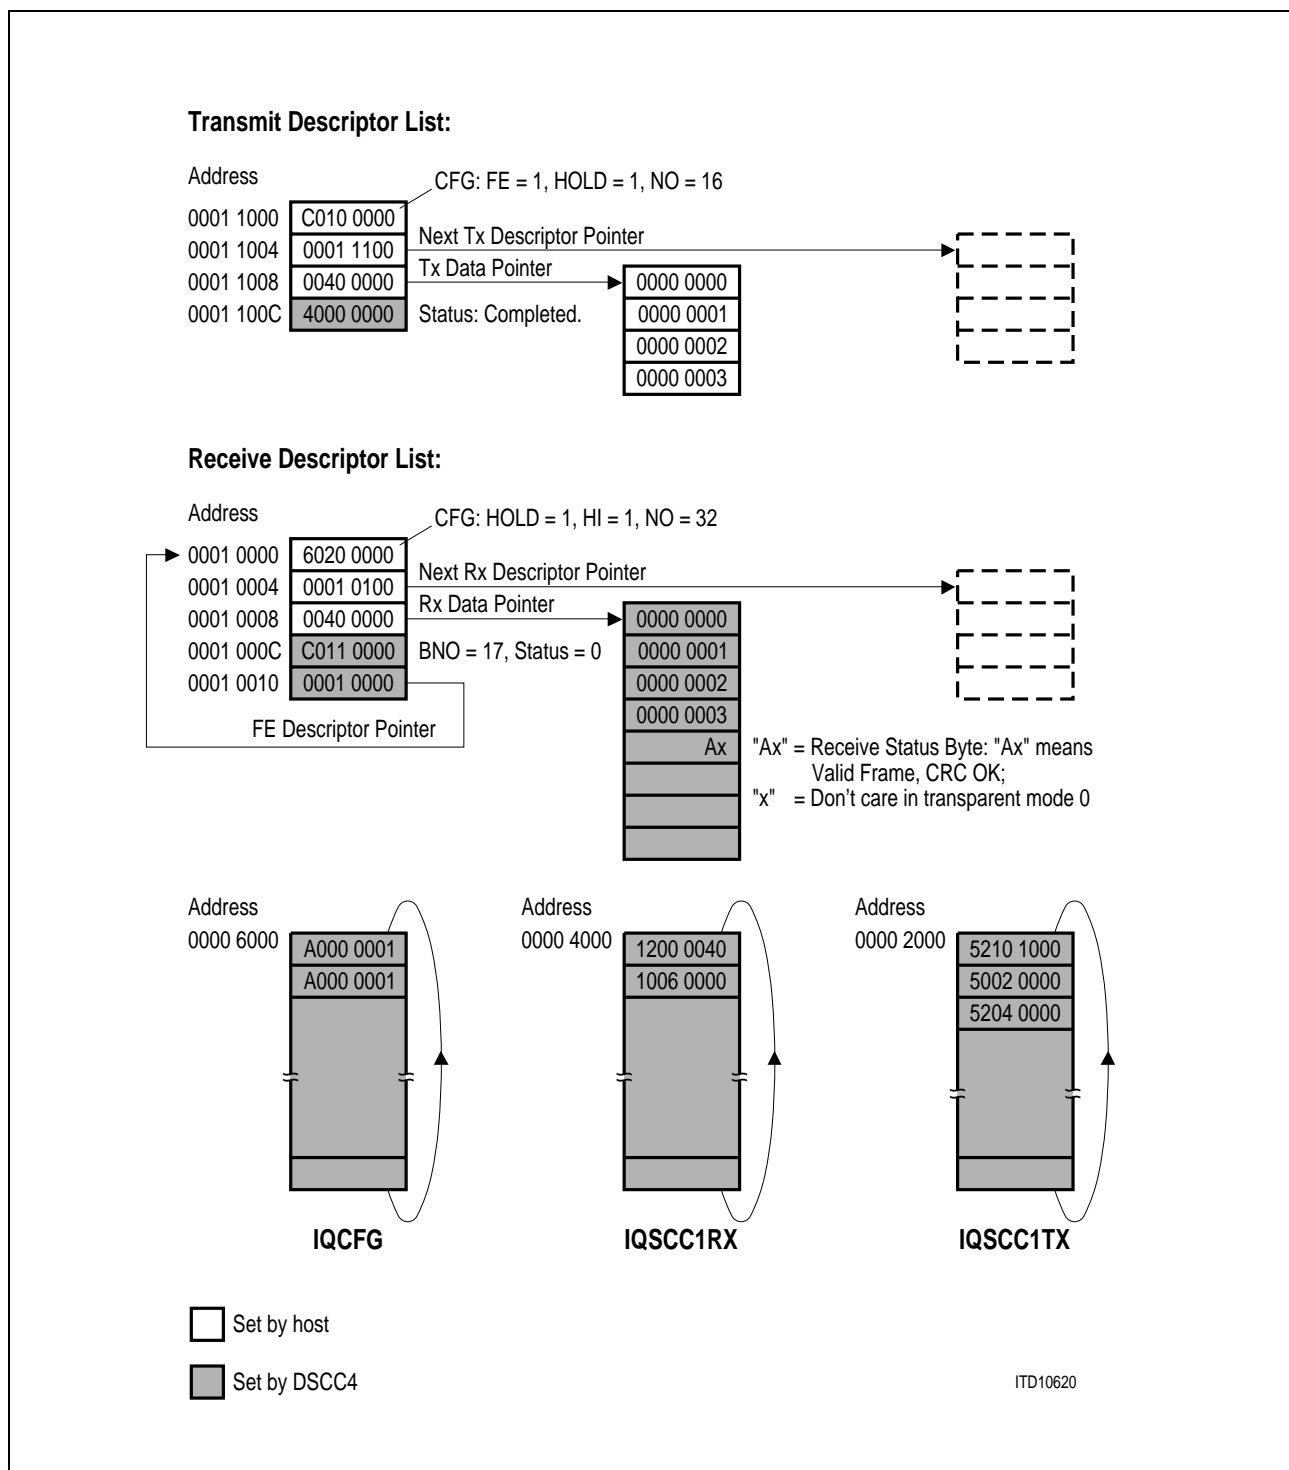 Transmit Descriptor List:
Address
CFG: FE = 1, HOLD = 1, NO = 16
0001 1000 C010 0000
0001 1004 0001 1100 Next Tx Descriptor Pointer
0001 1008 0040 0000 Tx Data Pointer 0000 0000
0001 100C 4000 0000 Status: Completed. 0000 0001
0000 0002
0000 0003
Receive Descriptor List:
Address
CFG: HOLD = 1, HI = 1, NO = 32
0001 0000 6020 0000
0001 0004 0001 0100 Next Rx Descriptor Pointer
0001 0008 0040 0000 Rx Data Pointer 0000 0000
0001 000C C011 0000 BNO = 17, Status = 0 0000 0001
0001 0010 0001 0000 0000 0002
0000 0003
FE Descriptor Pointer
Ax "Ax" = Receive Status Byte: "Ax" means
Valid Frame, CRC OK;
"x" = Don't care in transparent mode 0
Address Address Address
0000 6000 A000 0001 0000 4000 1200 0040 0000 2000 5210 1000
A000 0001 1006 0000 5002 0000
5204 0000
IQCFG IQSCC1RX IQSCC1TX
Set by host
Set by DSCC4
ITD10620